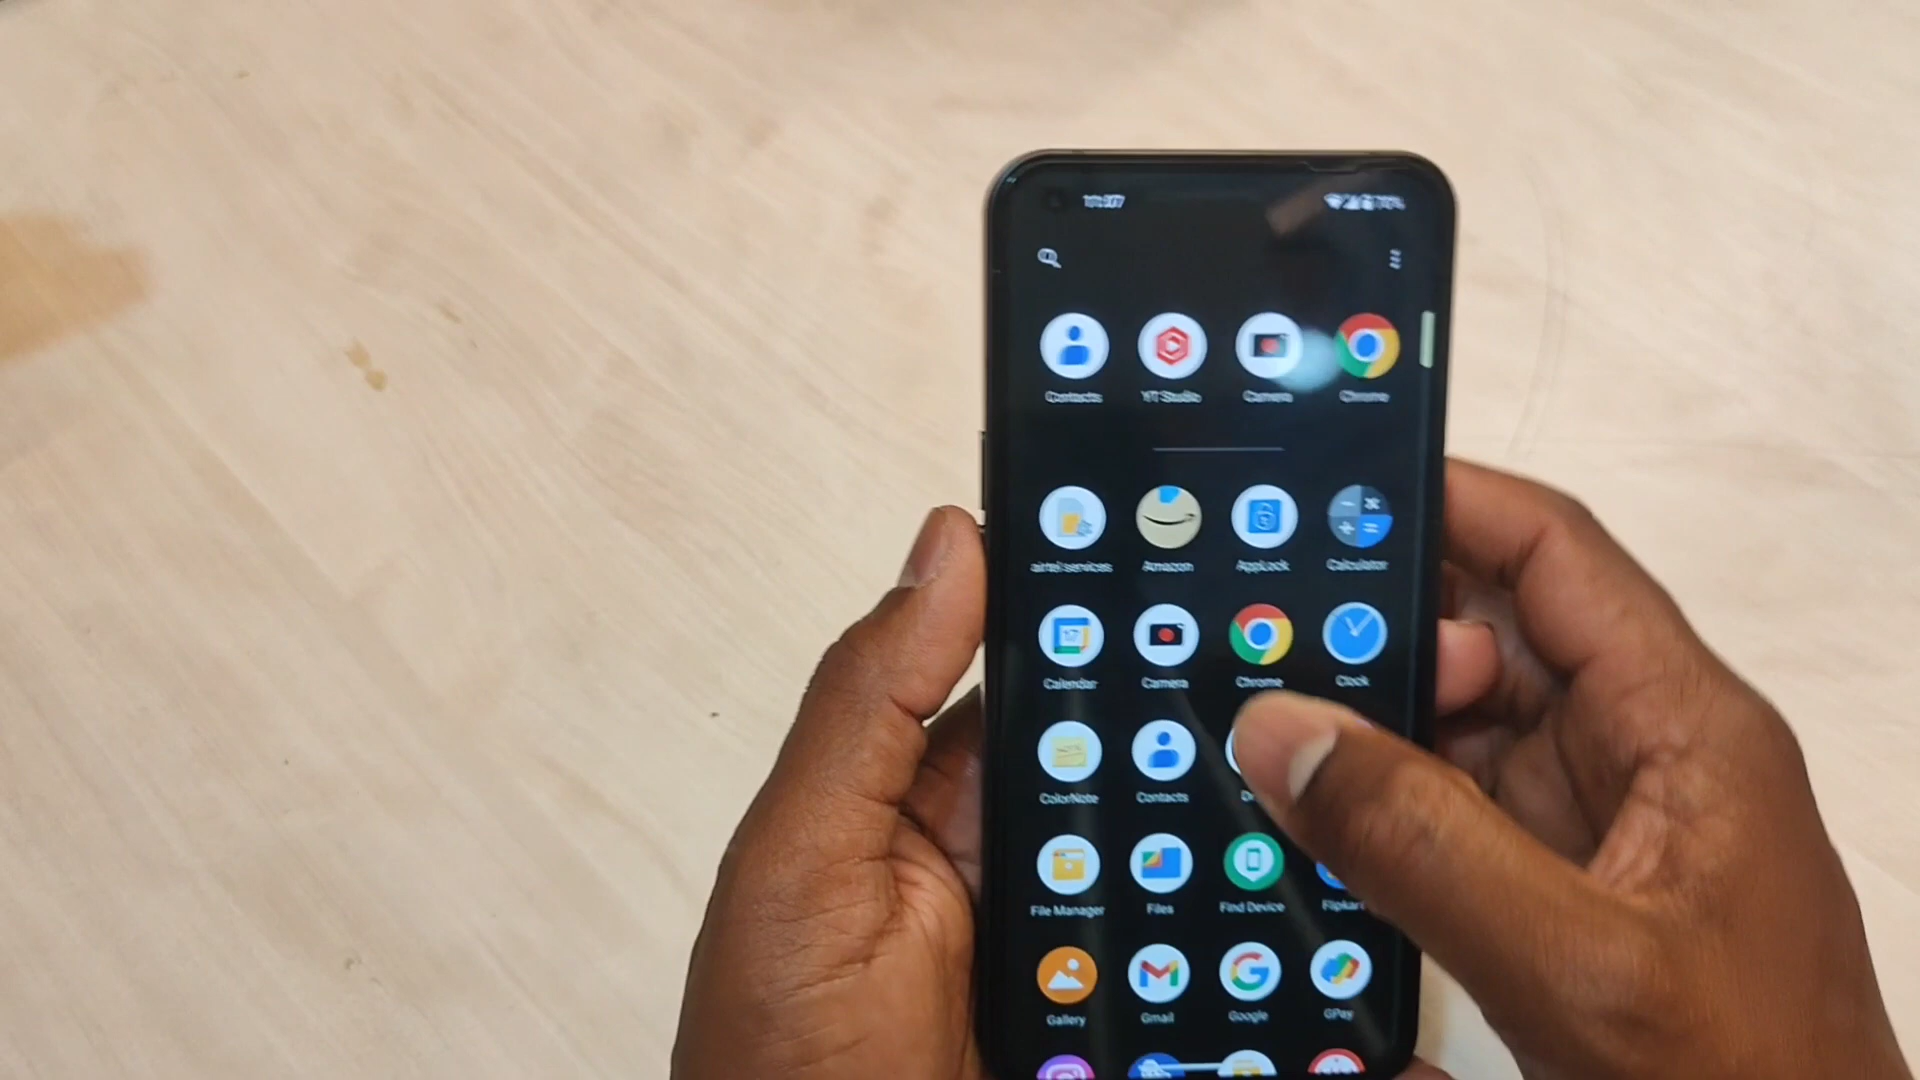 Contacts YT Studio Camera Chrome
airtel services Amazon AppLock Calculator
Calendar Camera Chrome Clock
ColorNote Contacts
File Manager Files Find Device Flipkart
Gallery Gmail Google GPay